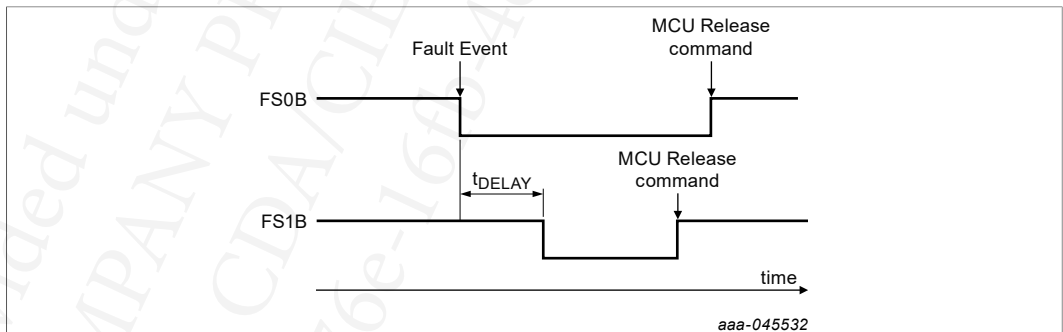 MCU Release
command
Fault Event
FS0B
MCU Release
command
tDELAY
FS1B
time
aaa-045532